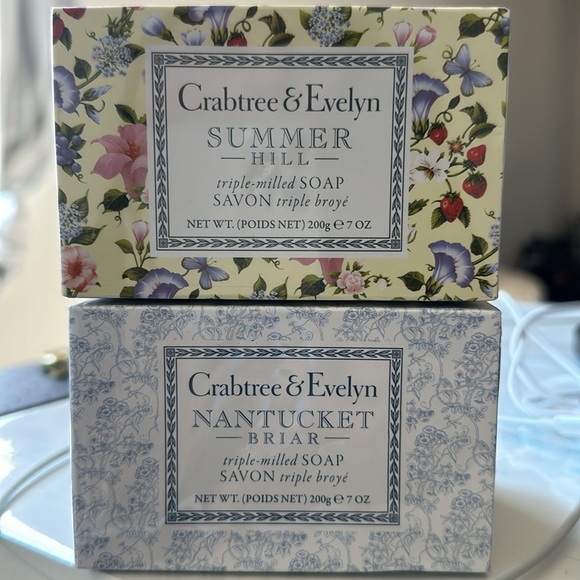 Crabtree & Evelyn
SUMMER
HILL
triple-milled SOAP
SAVON triple broyé
NET WT. (POIDS NET) 200g ℮ 7 OZ
Crabtree & Evelyn
NANTUCKET
BRIAR
triple-milled SOAP
SAVON triple broyé
NET WT. (POIDS NET) 200g ℮ 7 OZ